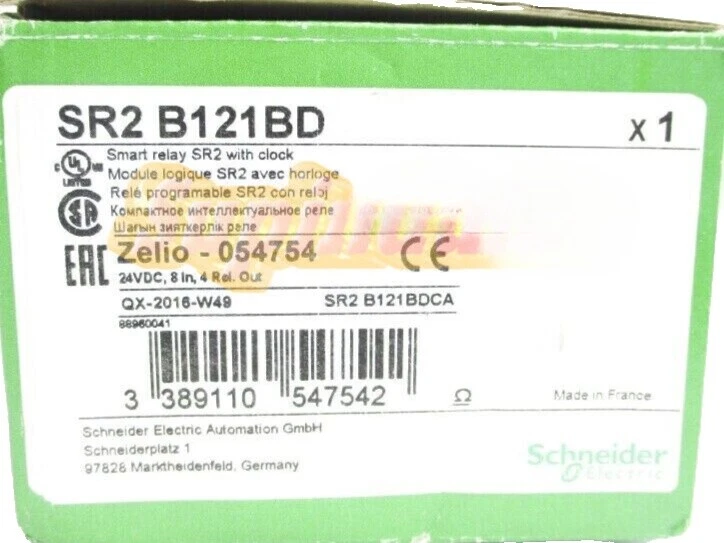 SR2 B121BD
x 1
Smart relay SR2 with clock
Module logique SR2 avec horloge
Relé programable SR2 con reloj
Компактное интеллектуальное реле
Шағын зияткерлік реле
Zelio - 054754
24VDC, 8 In, 4 Rel. Out
QX-2016-W49 SR2 B121BDCA
88950041
3 389110 547542
Made in France
Schneider Electric Automation GmbH
Schneiderplatz 1
97828 Marktheidenfeld, Germany
Schneider
Electric